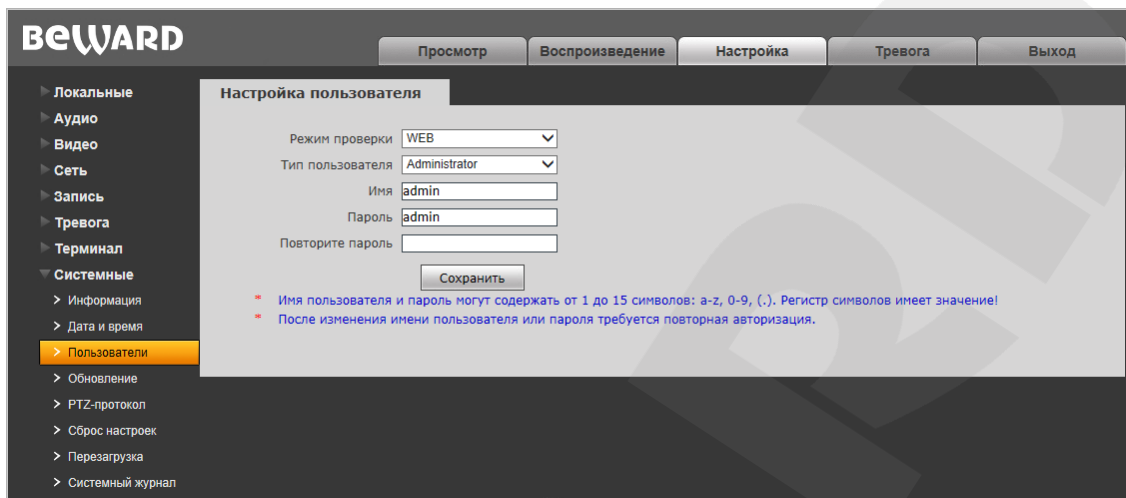 BEWARD
Просмотр Воспроизведение Настройка Тревога Выход
Локальные
Аудио
Видео
Сеть
Запись
Тревога
Терминал
Системные
Информация
Дата и время
Пользователи
Обновление
PTZ-протокол
Сброс настроек
Перезагрузка
Системный журнал
Настройка пользователя
Режим проверки WEB
Тип пользователя Administrator
Имя admin
Пароль admin
Повторите пароль
Сохранить
* Имя пользователя и пароль могут содержать от 1 до 15 символов: a-z, 0-9, (.). Регистр символов имеет значение!
* После изменения имени пользователя или пароля требуется повторная авторизация.